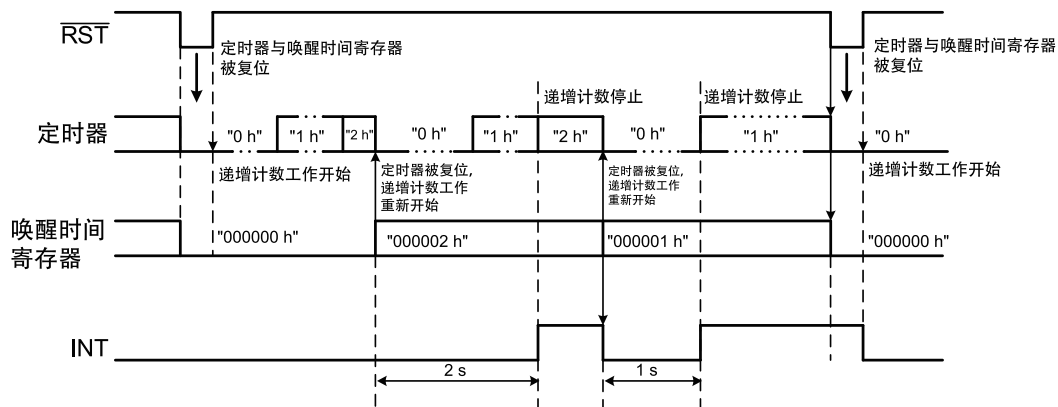 RST
定时器与唤醒时间寄存器
被复位
定时器与唤醒时间寄存器
被复位
递增计数停止
递增计数停止
定时器
"0 h"
"1 h"
"2 h"
"0 h"
"1 h"
"2 h"
"0 h"
"1 h"
"0 h"
递增计数工作开始
定时器被复位,
递增计数工作
重新开始
定时器被复位,
递增计数工作
重新开始
递增计数工作开始
唤醒时间
寄存器
"000000 h"
"000002 h"
"000001 h"
"000000 h"
INT
2 s
1 s